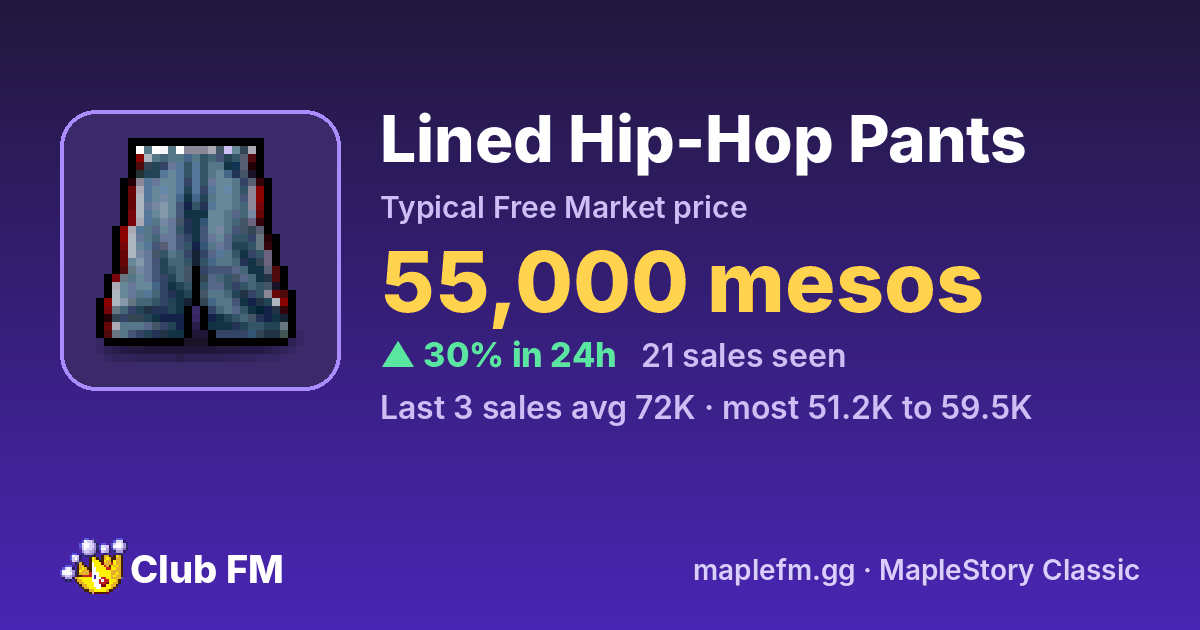 Lined Hip-Hop Pants
Typical Free Market price
55,000 mesos
▲ 30% in 24h 21 sales seen
Last 3 sales avg 72K · most 51.2K to 59.5K
Club FM
maplefm.gg · MapleStory Classic